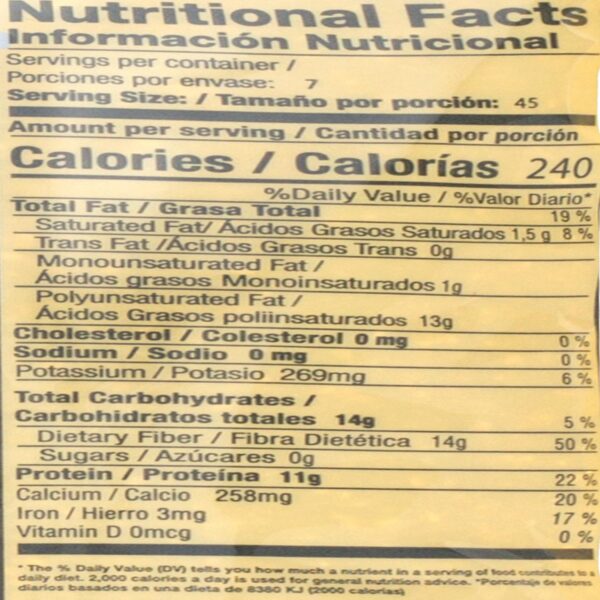 Nutritional Facts
Información Nutricional
Servings per container /
Porciones por envase: 7
Serving Size: / Tamaño por porción: 45
Amount per serving / Cantidad por porción
Calories / Calorías 240
%Daily Value / %Valor Diario*
Total Fat / Grasa Total 19 %
Saturated Fat/ Ácidos Grasos Saturados 1,5 g 8 %
Trans Fat /Ácidos Grasos Trans 0g
Monounsaturated Fat /
Ácidos grasos Monoinsaturados 1g
Polyunsaturated Fat /
Ácidos Grasos poliinsaturados 13g
Cholesterol / Colesterol 0 mg 0 %
Sodium / Sodio 0 mg 0 %
Potassium / Potasio 269mg 6 %
Total Carbohydrates /
Carbohidratos totales 14g 5 %
Dietary Fiber / Fibra Dietética 14g 50 %
Sugars / Azúcares 0g
Protein / Proteína 11g 22 %
Calcium / Calcio 258mg 20 %
Iron / Hierro 3mg 17 %
Vitamin D 0mcg 0 %
* The % Daily Value (DV) tells you how much a nutrient in a serving of food contributes to a
daily diet. 2,000 calories a day is used for general nutrition advice. *Porcentaje de valores
diarios basados en una dieta de 8380 KJ (2000 calorías)